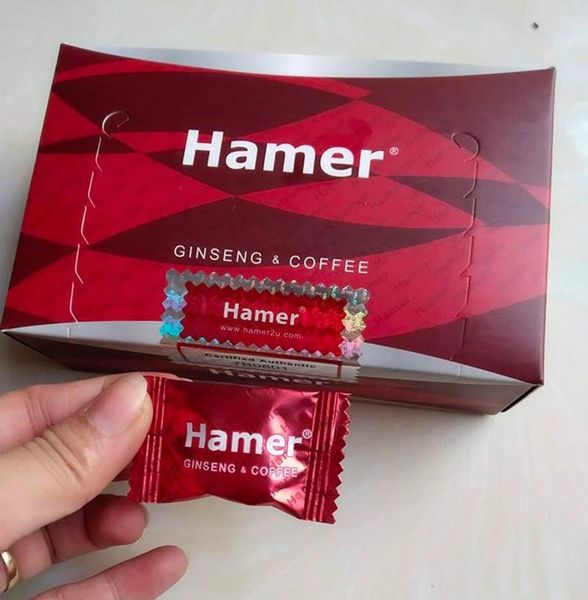 Hamer®
GINSENG & COFFEE
Hamer®
www.hamer2u.com
Certified Authentic
Hamer®
GINSENG & COFFEE